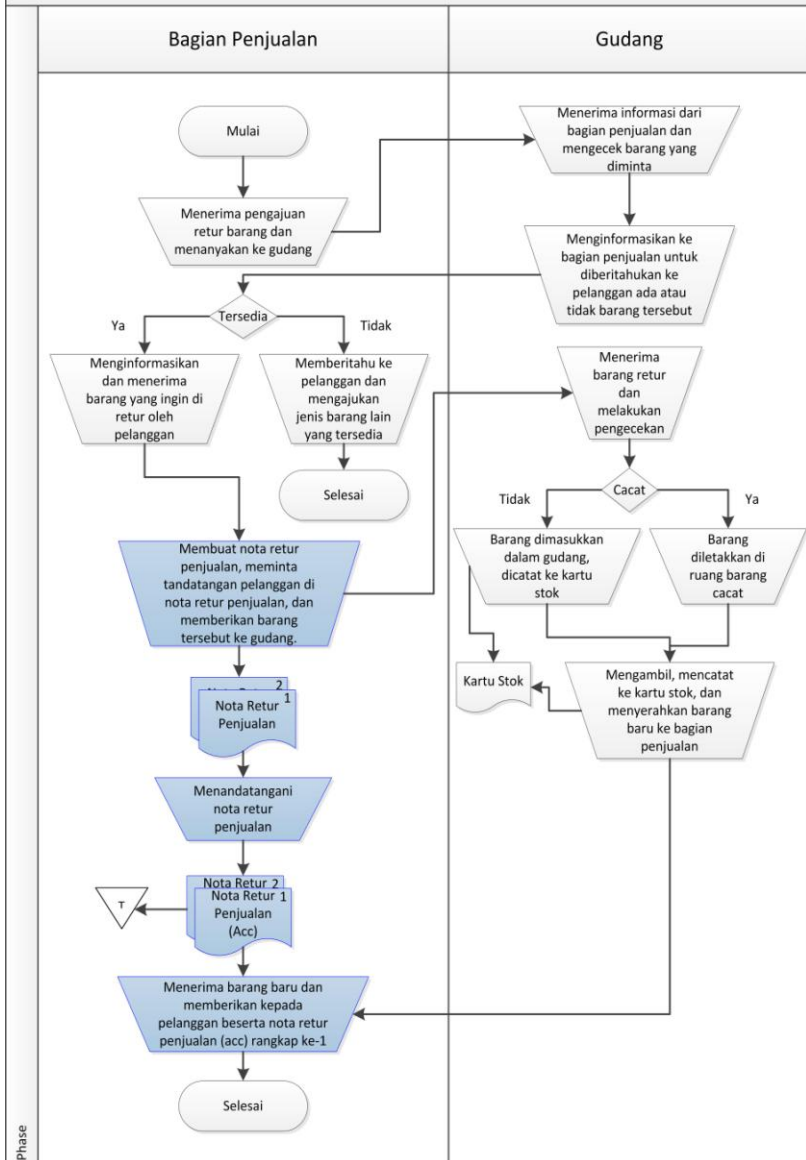 Bagian Penjualan
Gudang
Mulai
Menerima informasi dari
bagian penjualan dan
mengecek barang yang
diminta
Menerima pengajuan
retur barang dan
menanyakan ke gudang
Menginformasikan ke
bagian penjualan untuk
diberitahukan ke
pelanggan ada atau
tidak barang tersebut
Tersedia
Ya
Tidak
Menginformasikan
dan menerima
barang yang ingin di
retur oleh
pelanggan
Memberitahu ke
pelanggan dan
mengajukan
jenis barang lain
yang tersedia
Menerima
barang retur
dan
melakukan
pengecekan
Selesai
Cacat
Tidak
Ya
Membuat nota retur
penjualan, meminta
tandatangan pelanggan di
nota retur penjualan, dan
memberikan barang
tersebut ke gudang.
Barang dimasukkan
dalam gudang,
dicatat ke kartu
stok
Barang
diletakkan di
ruang barang
cacat
2
Nota Retur 1
Penjualan
Kartu Stok
Mengambil, mencatat
ke kartu stok, dan
menyerahkan barang
baru ke bagian
penjualan
Menandatangani
nota retur
penjualan
Nota Retur 2
Nota Retur 1
Penjualan
(Acc)
T
Menerima barang baru dan
memberikan kepada
pelanggan beserta nota retur
penjualan (acc) rangkap ke-1
Selesai
Phase